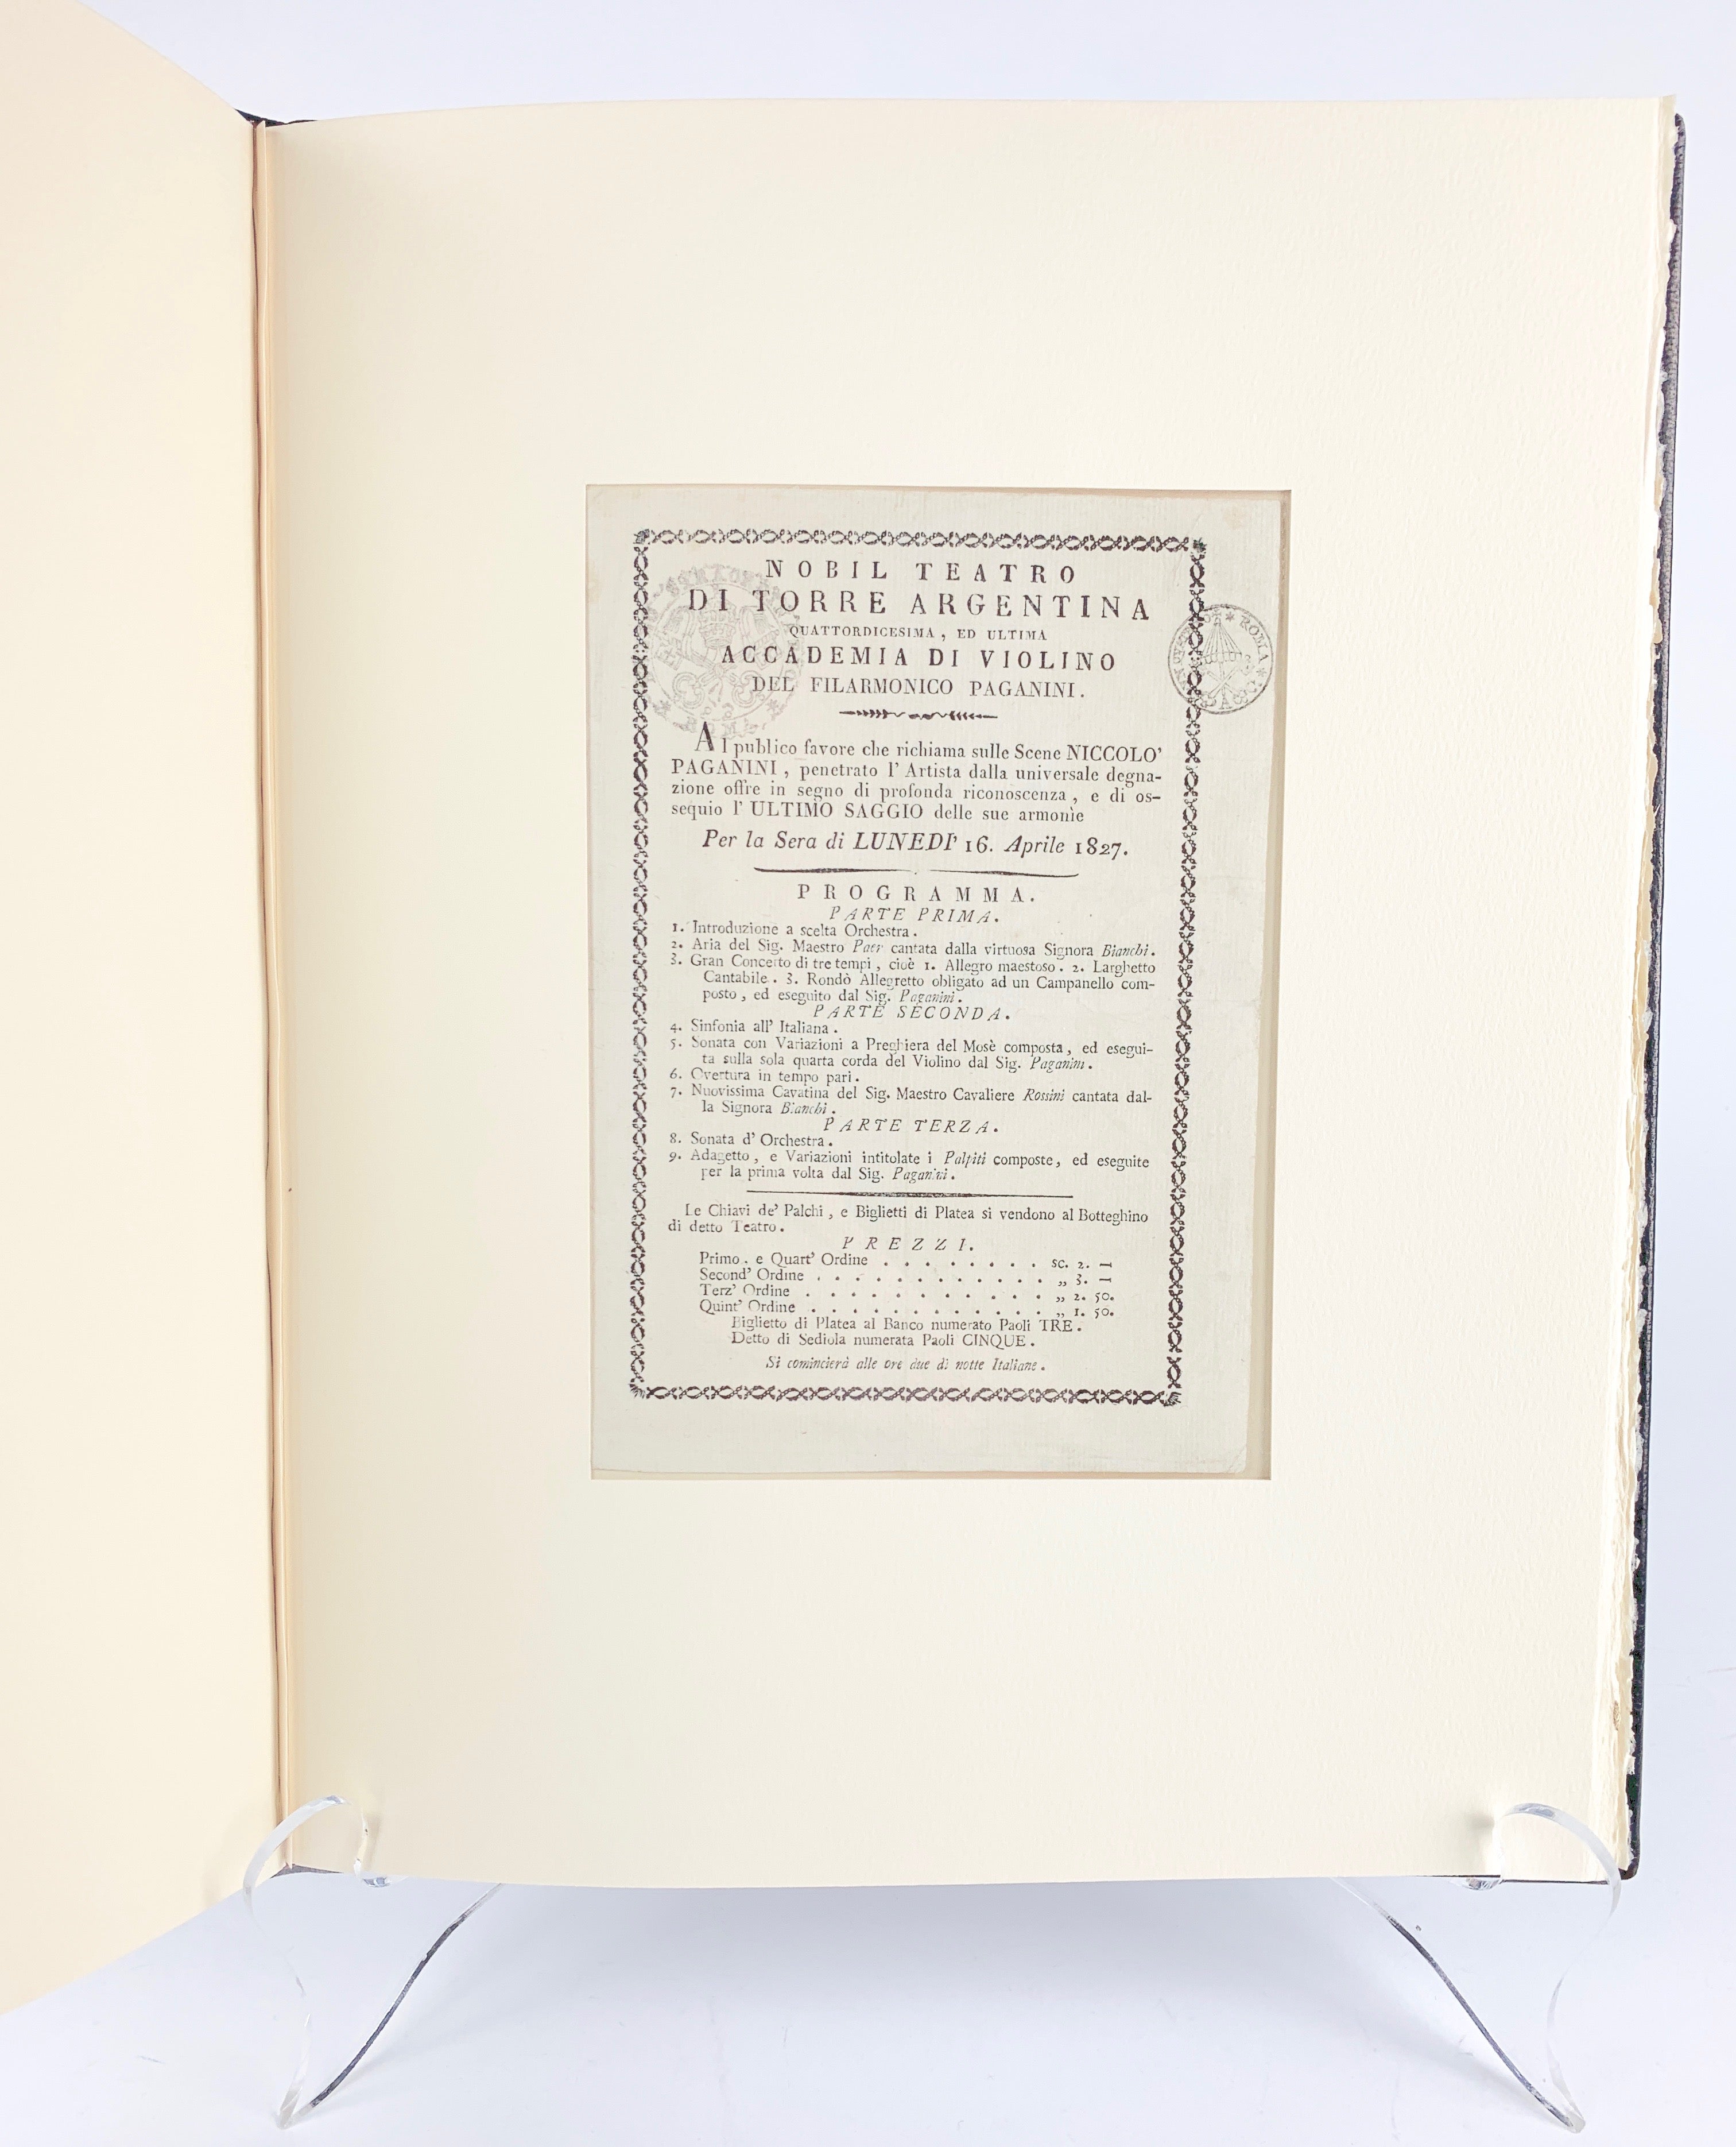 NOBIL TEATRO
DI TORRE ARGENTINA
QUATTORDICESIMA, ED ULTIMA
ACCADEMIA DI VIOLINO
DEL FILARMONICO PAGANINI.
Al publico favore che richiama sulle Scene NICCOLO'
PAGANINI, penetrato l'Artista dalla universale degna-
zione offre in segno di profonda riconoscenza, e di os-
sequio l'ULTIMO SAGGIO delle sue armonie
Per la Sera di LUNEDI' 16. Aprile 1827.
PROGRAMMA.
PARTE PRIMA.
1. Introduzione a scelta Orchestra.
2. Aria del Sig. Maestro Paer cantata dalla virtuosa Signora Bianchi.
3. Gran Concerto di tre tempi, cioè 1. Allegro maestoso. 2. Larghetto
Cantabile. 3. Rondò Allegretto obligato ad un Campanello com-
posto, ed eseguito dal Sig. Paganini.
PARTE SECONDA.
4. Sinfonia all' Italiana.
5. Sonata con Variazioni a Preghiera del Mosè composta, ed esegui-
ta sulla sola quarta corda del Violino dal Sig. Paganini.
6. Overtura in tempo pari.
7. Nuovissima Cavatina del Sig. Maestro Cavaliere Rossini cantata dal-
la Signora Bianchi.
PARTE TERZA.
8. Sonata d' Orchestra.
9. Adagetto, e Variazioni intitolate i Palpiti composte, ed eseguite
per la prima volta dal Sig. Paganini.
Le Chiavi de' Palchi, e Biglietti di Platea si vendono al Botteghino
di detto Teatro.
PREZZI.
Primo. e Quart' Ordine . . . . . . . . sc. 2. —
Second' Ordine . . . . . . . . . . . . ,, 3. —
Terz' Ordine . . . . . . . . . . . . ,, 2. 50.
Quint' Ordine . . . . . . . . . . . . ,, 1. 50.
Biglietto di Platea al Banco numerato Paoli TRE.
Detto di Sediola numerata Paoli CINQUE.
Si comincierà alle ore due di notte Italiane.
ROMA